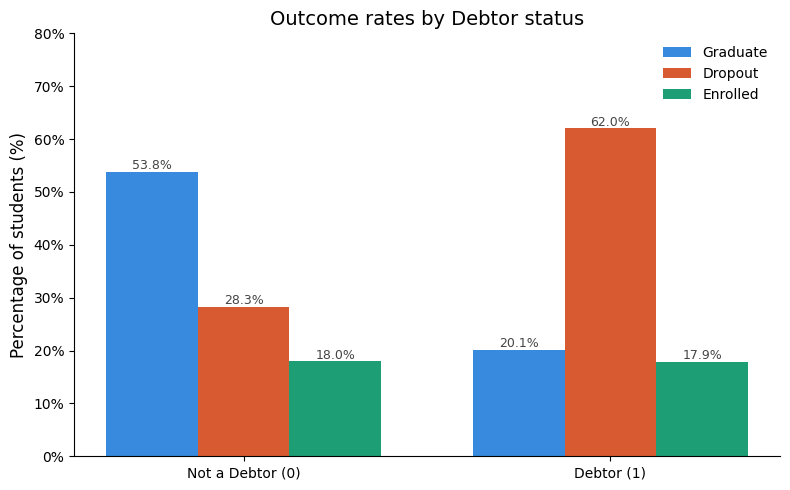 Outcome rates by Debtor status
Graduate
Dropout
Enrolled
Percentage of students (%)
80%
70%
60%
50%
40%
30%
20%
10%
0%
53.8%
28.3%
18.0%
20.1%
62.0%
17.9%
Not a Debtor (0)
Debtor (1)